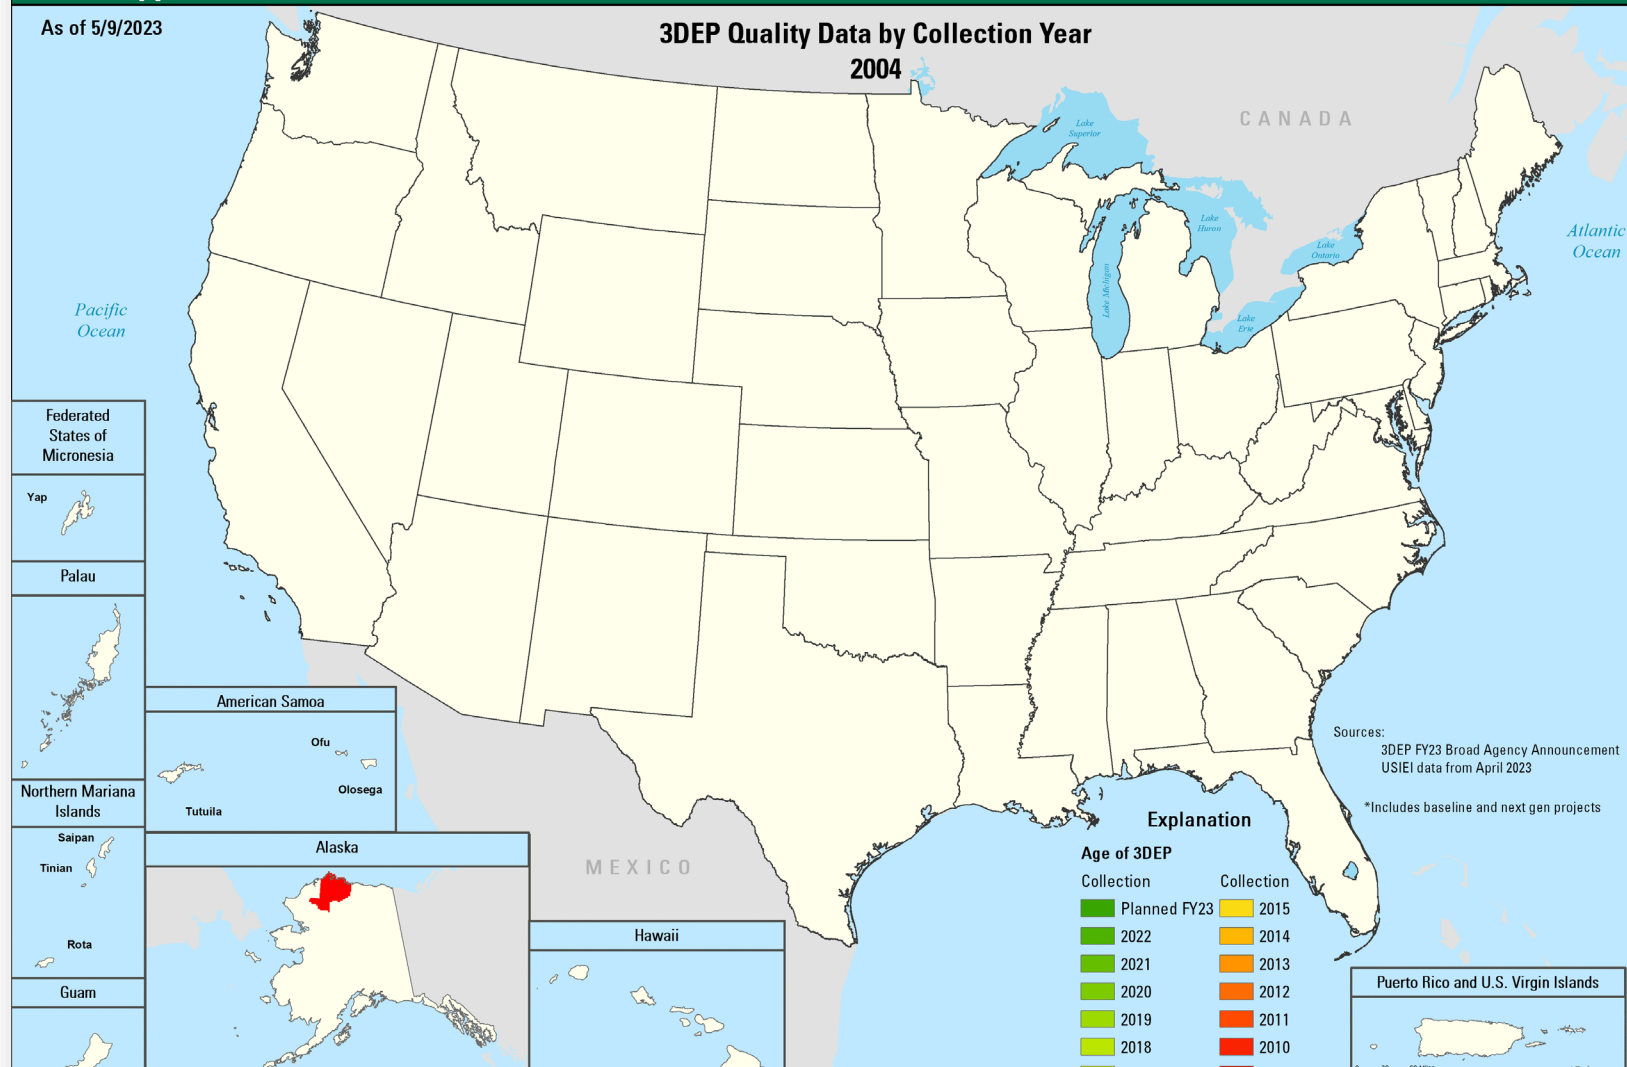 As of 5/9/2023
3DEP Quality Data by Collection Year
2004
CANADA
Lake
Superior
Lake
Huron
Lake
Ontario
Lake Michigan
Lake
Erie
Atlantic
Ocean
Pacific
Ocean
Federated
States of
Micronesia
Yap
Palau
American Samoa
Ofu
Olosega
Tutuila
Northern Mariana
Islands
Saipan
Tinian
Rota
Guam
Alaska
MEXICO
Hawaii
Sources:
3DEP FY23 Broad Agency Announcement
USIEI data from April 2023
*Includes baseline and next gen projects
Explanation
Age of 3DEP
Collection
Planned FY23
2022
2021
2020
2019
2018
Collection
2015
2014
2013
2012
2011
2010
Puerto Rico and U.S. Virgin Islands